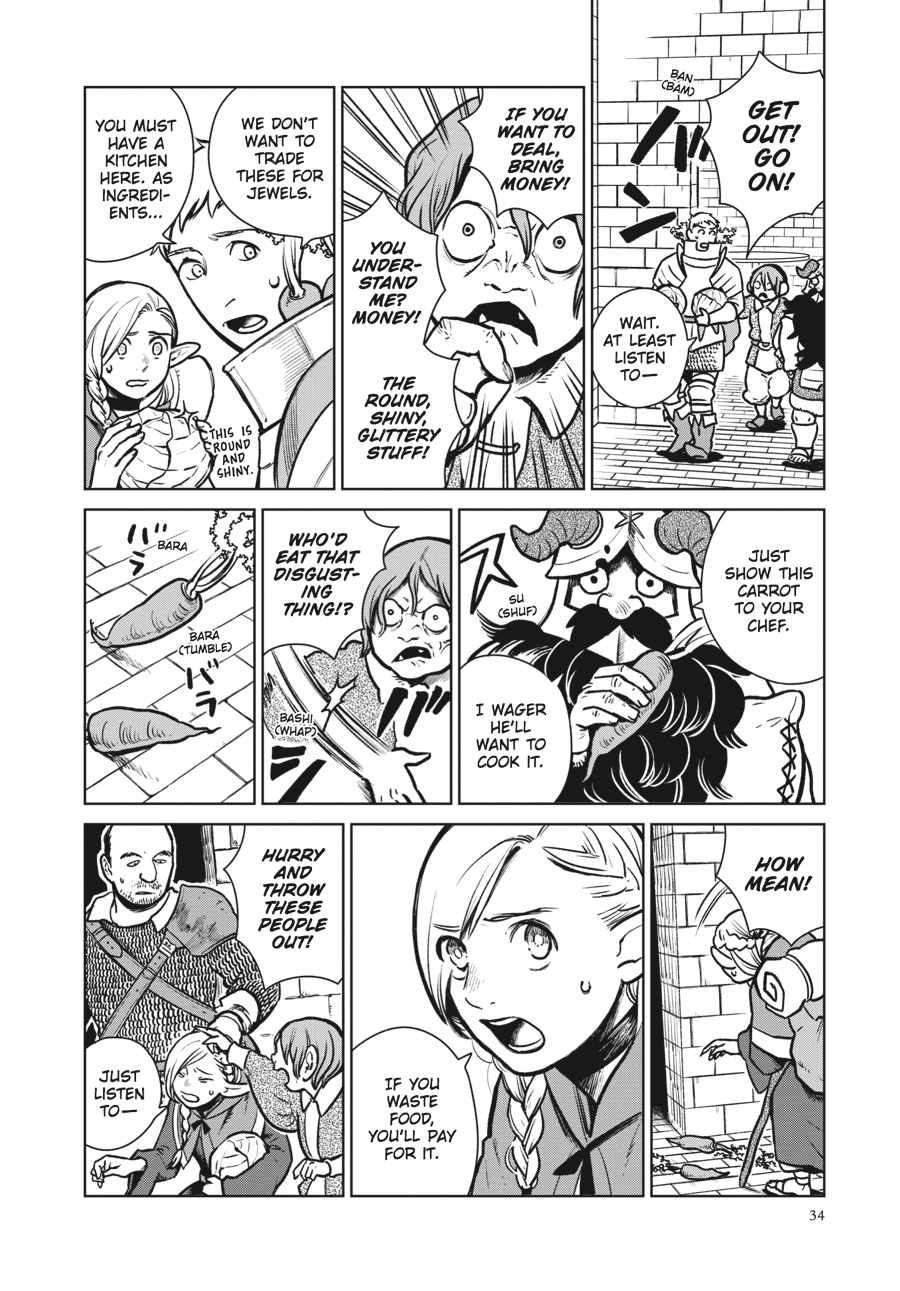 BAN
(BAM)
GET
OUT!
GO
ON!
WAIT.
AT LEAST
LISTEN
TO—
IF YOU
WANT TO
DEAL,
BRING
MONEY!
YOU
UNDER-
STAND
ME?
MONEY!
THE
ROUND,
SHINY,
GLITTERY
STUFF!
WE DON'T
WANT TO
TRADE
THESE FOR
JEWELS.
YOU MUST
HAVE A
KITCHEN
HERE. AS
INGREDI-
ENTS...
THIS IS
ROUND
AND
SHINY.
JUST
SHOW THIS
CARROT
TO YOUR
CHEF.
ス
SU
(SHUF)
I WAGER
HE'LL
WANT TO
COOK IT.
WHO'D
EAT THAT
DISGUST-
ING
THING!?
BASHI
(WHAP)
バラ
BARA
BARA
(TUMBLE)
バラ
HOW
MEAN!
IF YOU
WASTE
FOOD,
YOU'LL PAY
FOR IT.
HURRY
AND
THROW
THESE
PEOPLE
OUT!
JUST
LISTEN
TO—
34